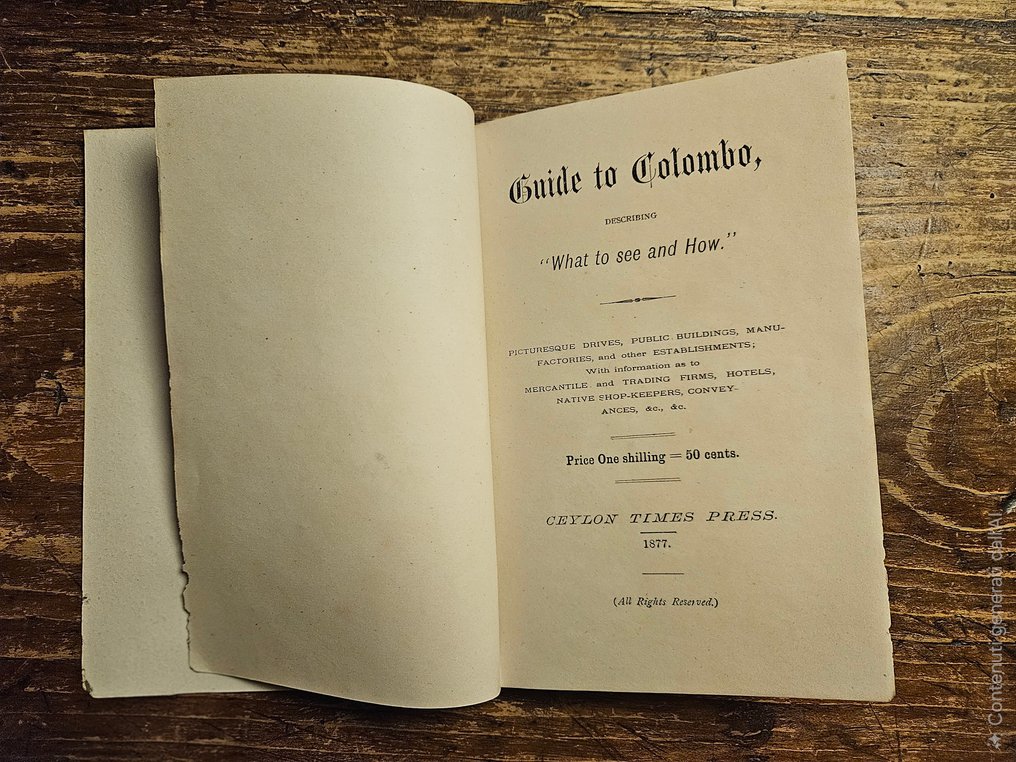 Guide to Colombo,
DESCRIBING
"What to see and How."
PICTURESQUE DRIVES, PUBLIC BUILDINGS, MANU-
FACTORIES, and other ESTABLISHMENTS;
With information as to
MERCANTILE and TRADING FIRMS, HOTELS,
NATIVE SHOP-KEEPERS, CONVEY-
ANCES, &c., &c.
Price One shilling = 50 cents.
CEYLON TIMES PRESS.
1877.
(All Rights Reserved.)
Contenuti generati dall'AI